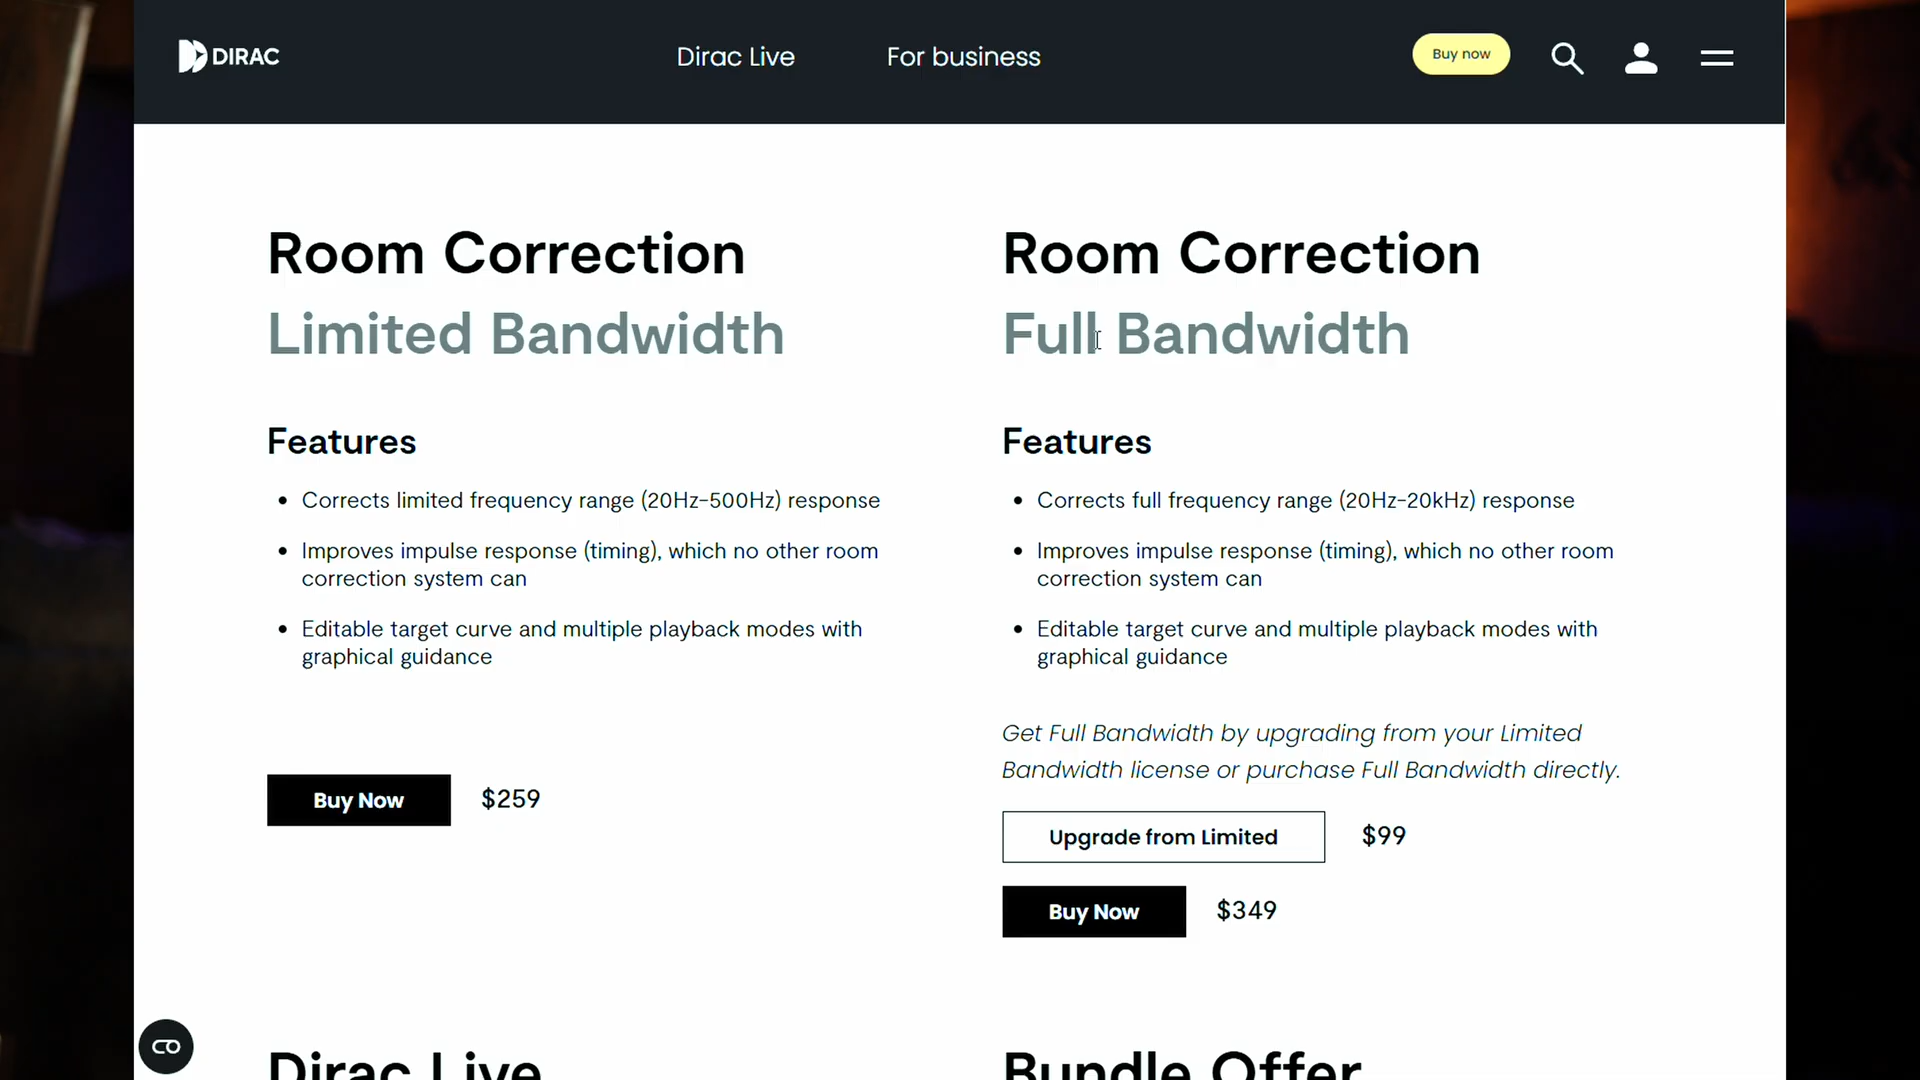 DIRAC
Dirac Live
For business
Buy now
Room Correction
Limited Bandwidth
Features
• Corrects limited frequency range (20Hz-500Hz) response
• Improves impulse response (timing), which no other room
correction system can
• Editable target curve and multiple playback modes with
graphical guidance
Buy Now
$259
Room Correction
Full Bandwidth
Features
• Corrects full frequency range (20Hz-20kHz) response
• Improves impulse response (timing), which no other room
correction system can
• Editable target curve and multiple playback modes with
graphical guidance
Get Full Bandwidth by upgrading from your Limited
Bandwidth license or purchase Full Bandwidth directly.
Upgrade from Limited
$99
Buy Now
$349
Dirac Live
Bundle Offer